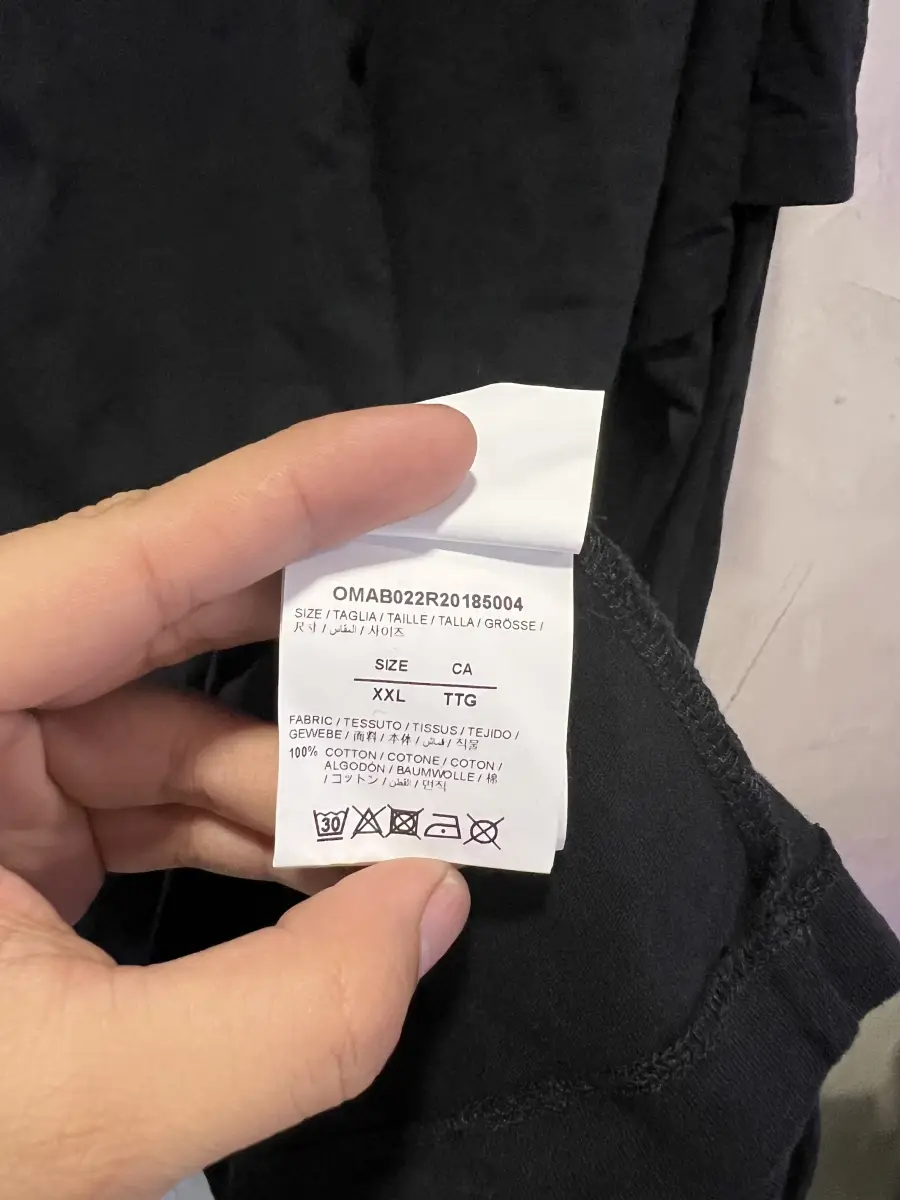 OMAB022R20185004
SIZE / TAGLIA / TAILLE / TALLA / GRÖSSE /
尺寸 / المقاس / 사이즈
SIZE CA
XXL TTG
FABRIC / TESSUTO / TISSUS / TEJIDO /
GEWEBE / 面料 / 本体 / قماش / 직물
100% COTTON / COTONE / COTON /
ALGODÓN / BAUMWOLLE / 棉
/ コットン / القطن / 면직
30